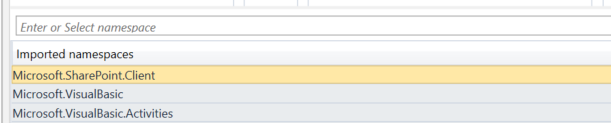 Enter or Select namespace
Imported namespaces
Microsoft.SharePoint.Client
Microsoft.VisualBasic
Microsoft.VisualBasic.Activities